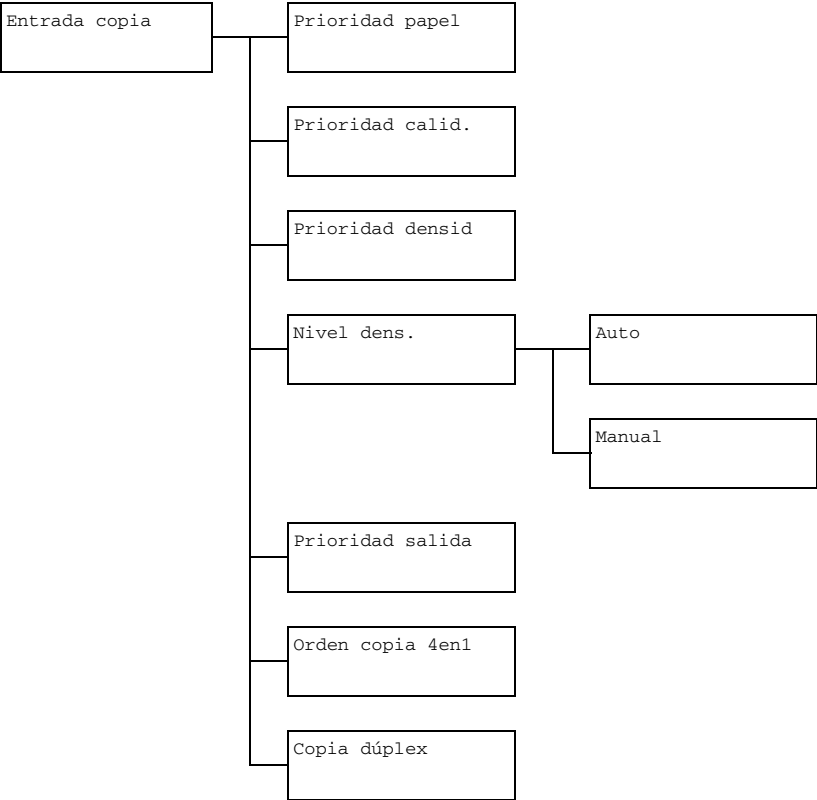 Entrada copia
Prioridad papel
Prioridad calid.
Prioridad densid
Nivel dens.
Auto
Manual
Prioridad salida
Orden copia 4en1
Copia dúplex